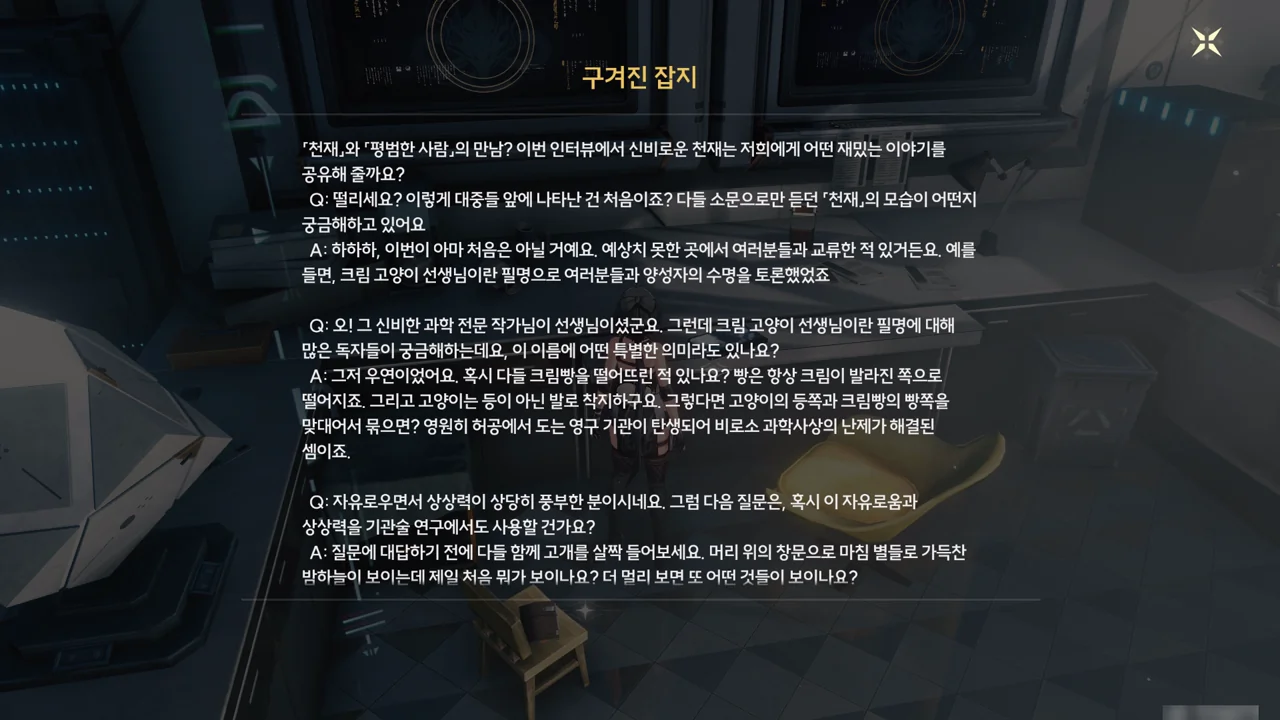 구겨진 잡지
「천재」와 「평범한 사람」의 만남? 이번 인터뷰에서 신비로운 천재는 저희에게 어떤 재밌는 이야기를
공유해 줄까요?
Q: 떨리세요? 이렇게 대중들 앞에 나타난 건 처음이죠? 다들 소문으로만 듣던 「천재」의 모습이 어떤지
궁금해하고 있어요
A: 하하하, 이번이 아마 처음은 아닐 거예요. 예상치 못한 곳에서 여러분들과 교류한 적 있거든요. 예를
들면, 크림 고양이 선생님이란 필명으로 여러분들과 양성자의 수명을 토론했었죠
Q: 오! 그 신비한 과학 전문 작가님이 선생님이셨군요. 그런데 크림 고양이 선생님이란 필명에 대해
많은 독자들이 궁금해하는데요, 이 이름에 어떤 특별한 의미라도 있나요?
A: 그저 우연이었어요. 혹시 다들 크림빵을 떨어뜨린 적 있나요? 빵은 항상 크림이 발라진 쪽으로
떨어지죠. 그리고 고양이는 등이 아닌 발로 착지하구요. 그렇다면 고양이의 등쪽과 크림빵의 빵쪽을
맞대어서 묶으면? 영원히 허공에서 도는 영구 기관이 탄생되어 비로소 과학사상의 난제가 해결된
셈이죠.
Q: 자유로우면서 상상력이 상당히 풍부한 분이시네요. 그럼 다음 질문은, 혹시 이 자유로움과
상상력을 기관술 연구에서도 사용할 건가요?
A: 질문에 대답하기 전에 다들 함께 고개를 살짝 들어보세요. 머리 위의 창문으로 마침 별들로 가득찬
밤하늘이 보이는데 제일 처음 뭐가 보이나요? 더 멀리 보면 또 어떤 것들이 보이나요?